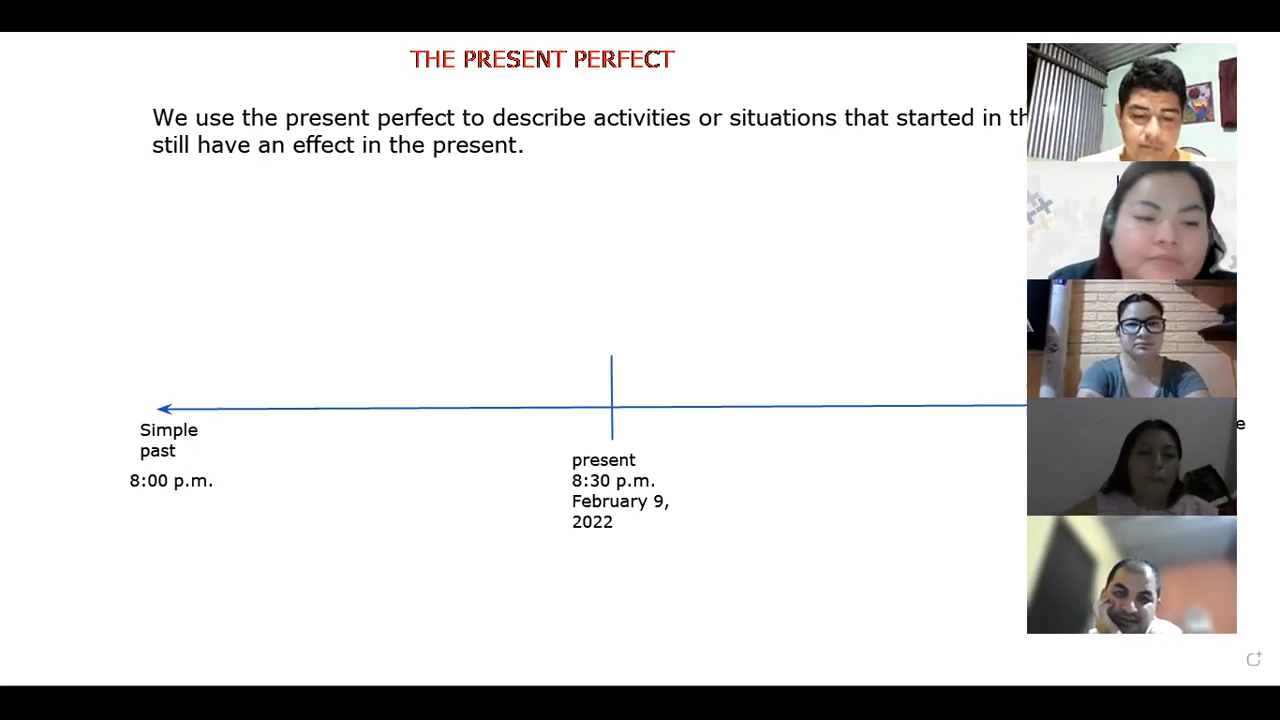 THE PRESENT PERFECT
We use the present perfect to describe activities or situations that started in th
still have an effect in the present.
Simple
past
8:00 p.m.
present
8:30 p.m.
February 9,
2022
e